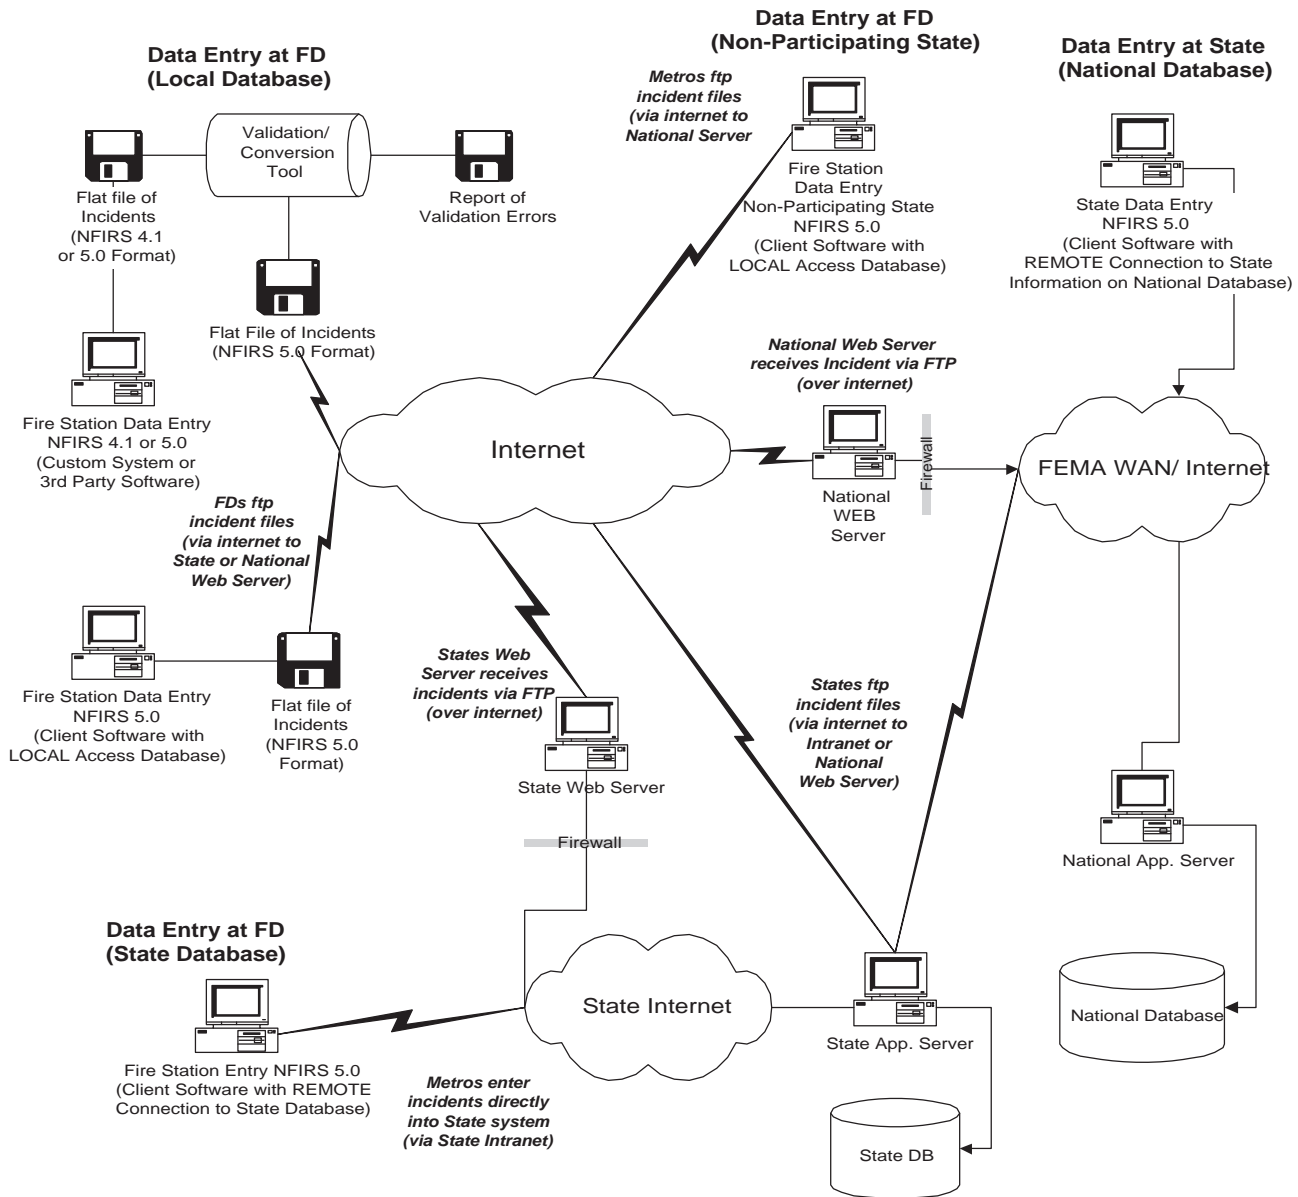 Data Entry at FD
(Local Database)
Validation/
Conversion
Tool
Flat file of
Incidents
(NFIRS 4.1
or 5.0 Format)
Report of
Validation Errors
Flat File of Incidents
(NFIRS 5.0 Format)
Fire Station Data Entry
NFIRS 4.1 or 5.0
(Custom System or
3rd Party Software)
FDs ftp
incident files
(via internet to
State or National
Web Server)
Fire Station Data Entry
NFIRS 5.0
(Client Software with
LOCAL Access Database)
Flat file of
Incidents
(NFIRS 5.0
Format)
Data Entry at FD
(Non-Participating State)
Metros ftp
incident files
(via internet to
National Server
Fire Station
Data Entry
Non-Participating State
NFIRS 5.0
(Client Software with
LOCAL Access Database)
Data Entry at State
(National Database)
State Data Entry
NFIRS 5.0
(Client Software with
REMOTE Connection to State
Information on National Database)
National Web Server
receives Incident via FTP
(over internet)
Internet
Firewall
National
WEB
Server
FEMA WAN/ Internet
States Web
Server receives
incidents via FTP
(over internet)
State Web Server
Firewall
States ftp
incident files
(via internet to
Intranet or
National
Web Server)
National App. Server
National Database
Data Entry at FD
(State Database)
Fire Station Entry NFIRS 5.0
(Client Software with REMOTE
Connection to State Database)
Metros enter
incidents directly
into State system
(via State Intranet)
State Internet
State App. Server
State DB